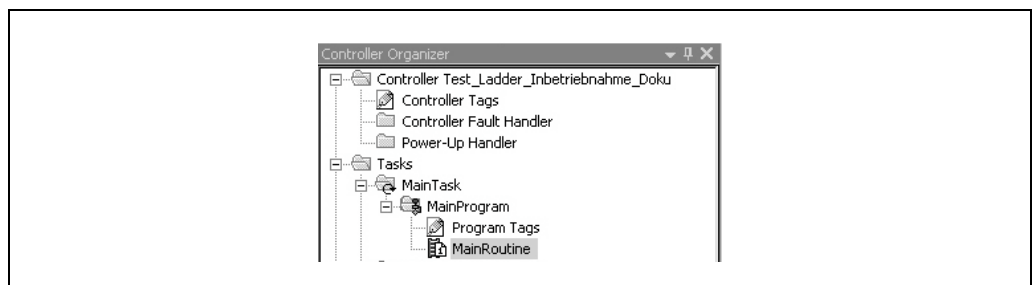 Controller Organizer
Controller Test_Ladder_Inbetriebnahme_Doku
Controller Tags
Controller Fault Handler
Power-Up Handler
Tasks
MainTask
MainProgram
Program Tags
MainRoutine